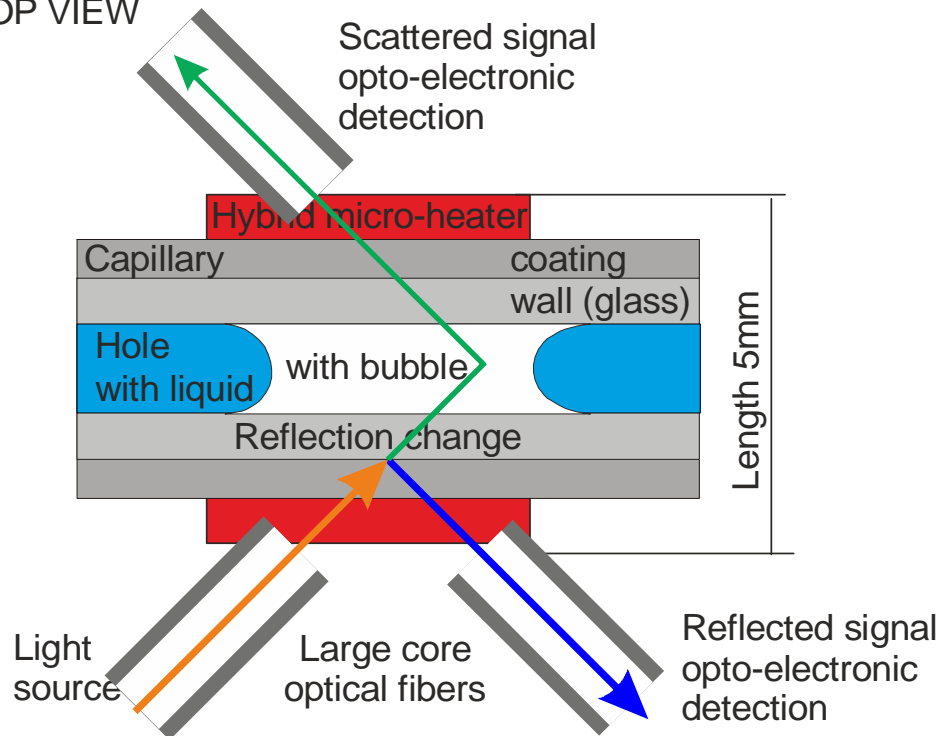 OP VIEW
Scattered signal
opto-electronic
detection
Hybrid micro-heater
Capillary coating
wall (glass)
Hole
with liquid
with bubble
Reflection change
Length 5mm
Light
source
Large core
optical fibers
Reflected signal
opto-electronic
detection